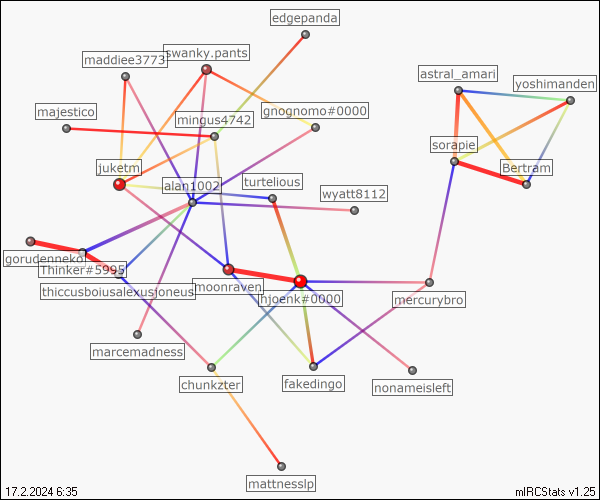 edgepanda
maddiee3773
swanky.pants
astral_amari
yoshimanden
majestico
mingus4742
gnognomo#0000
sorapie
juketm
Bertram
alan1002
turtelious
wyatt8112
gorudenneko
Thinker#5995
thiccusboiusalexusjoneus
moonraven
hjoenk#0000
mercurybro
marcemadness
chunkzter
fakedingo
nonameisleft
mattnesslp
17.2.2024 6:35
mIRCStats v1.25